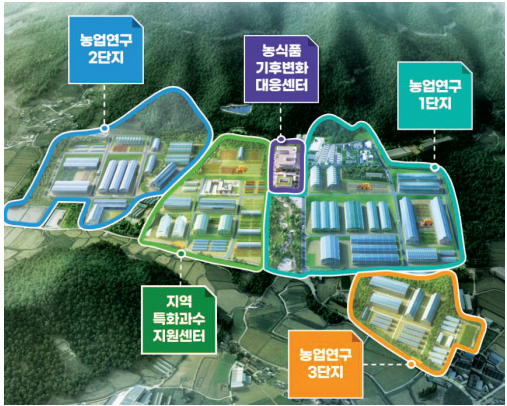 농업연구
2단지
농식품
기후변화
대응센터
농업연구
1단지
지역
특화과수
지원센터
농업연구
3단지